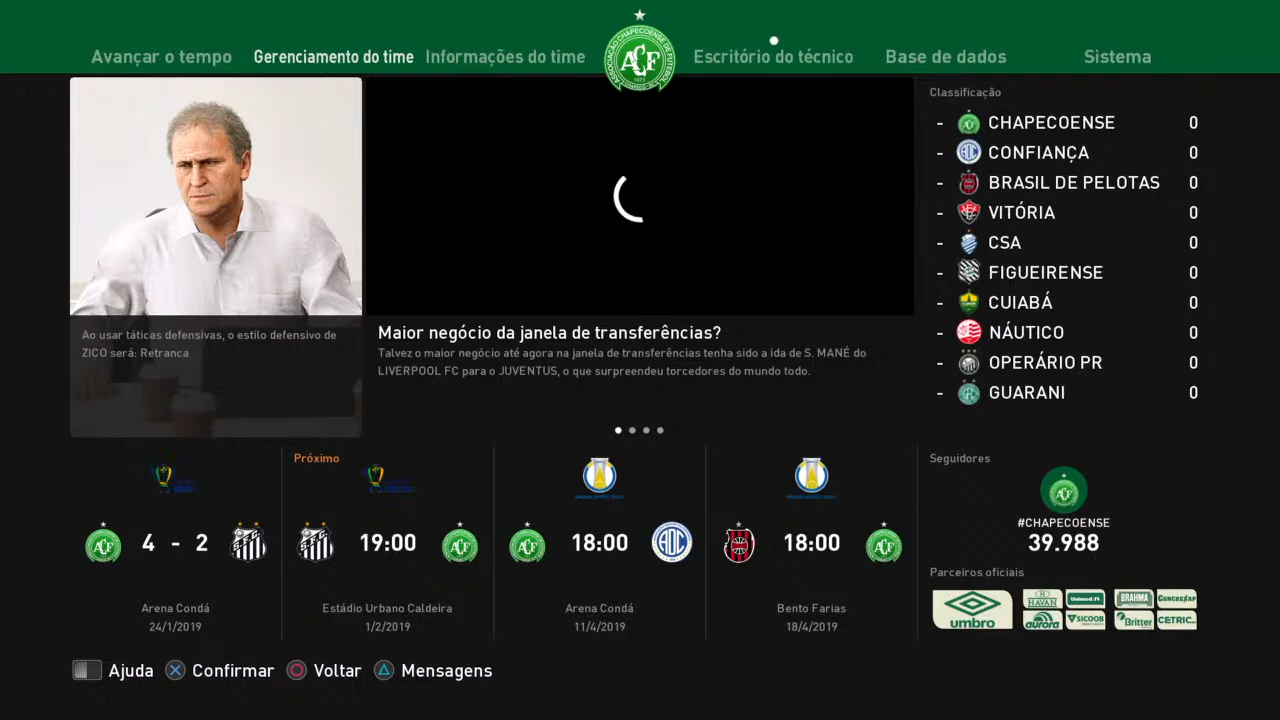 Avançar o tempo
Gerenciamento do time
Informações do time
Escritório do técnico
Base de dados
Sistema
ASSOCIAÇÃO CHAPECOENSE DE FUTEBOL
ACF
1973
Ao usar táticas defensivas, o estilo defensivo de
ZICO será: Retranca
Maior negócio da janela de transferências?
Talvez o maior negócio até agora na janela de transferências tenha sido a ida de S. MANÉ do
LIVERPOOL FC para o JUVENTUS, o que surpreendeu torcedores do mundo todo.
Classificação
- CHAPECOENSE 0
- CONFIANÇA 0
- BRASIL DE PELOTAS 0
- VITÓRIA 0
- CSA 0
- FIGUEIRENSE 0
- CUIABÁ 0
- NÁUTICO 0
- OPERÁRIO PR 0
- GUARANI 0
4 - 2
Arena Condá
24/1/2019
Próximo
19:00
Estádio Urbano Caldeira
1/2/2019
18:00
Arena Condá
11/4/2019
18:00
Bento Farias
18/4/2019
Seguidores
#CHAPECOENSE
39.988
Parceiros oficiais
umbro
HAVAN
Unimed
BRAHMA
aurora
SICOOB
Britter
CETRIC
Ajuda
Confirmar
Voltar
Mensagens